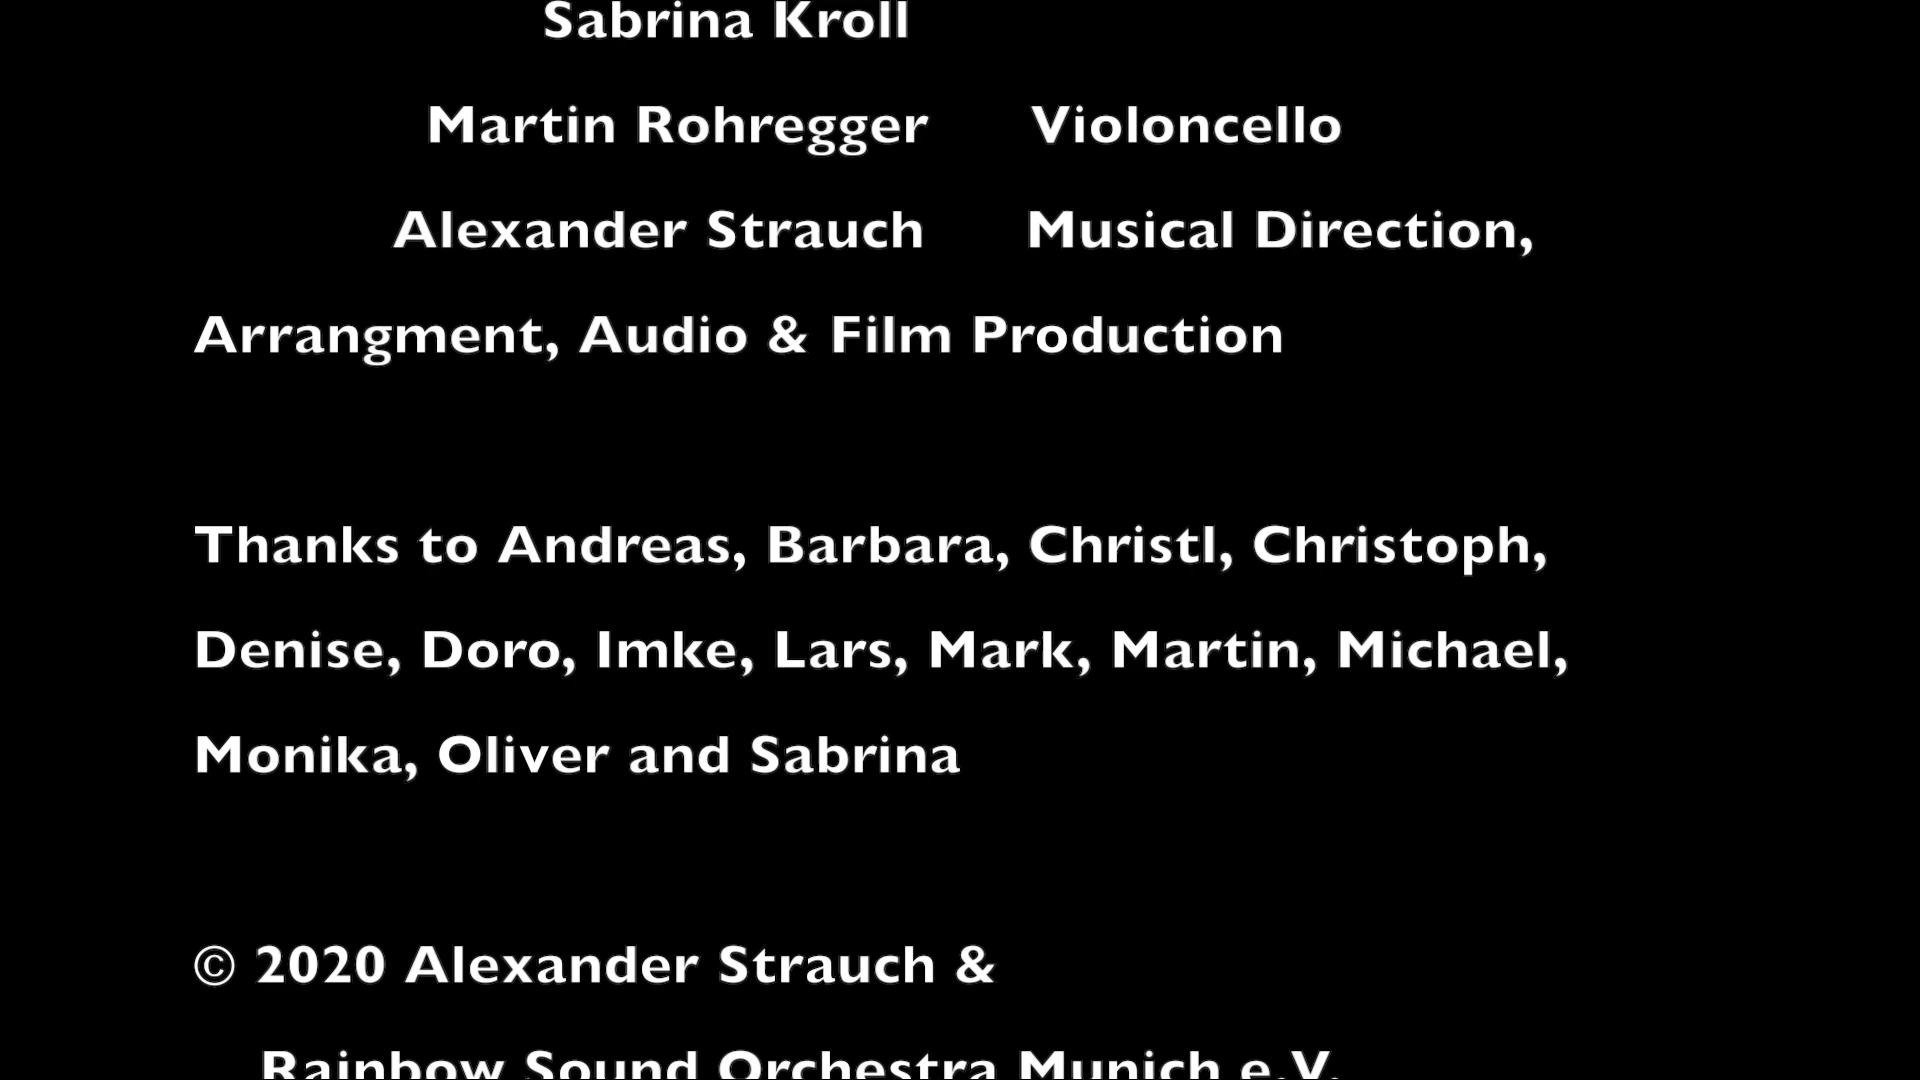 Sabrina Kroll
Martin Rohregger Violoncello
Alexander Strauch Musical Direction,
Arrangment, Audio & Film Production
Thanks to Andreas, Barbara, Christl, Christoph,
Denise, Doro, Imke, Lars, Mark, Martin, Michael,
Monika, Oliver and Sabrina
© 2020 Alexander Strauch &
Rainbow Sound Orchestra Munich e.V.